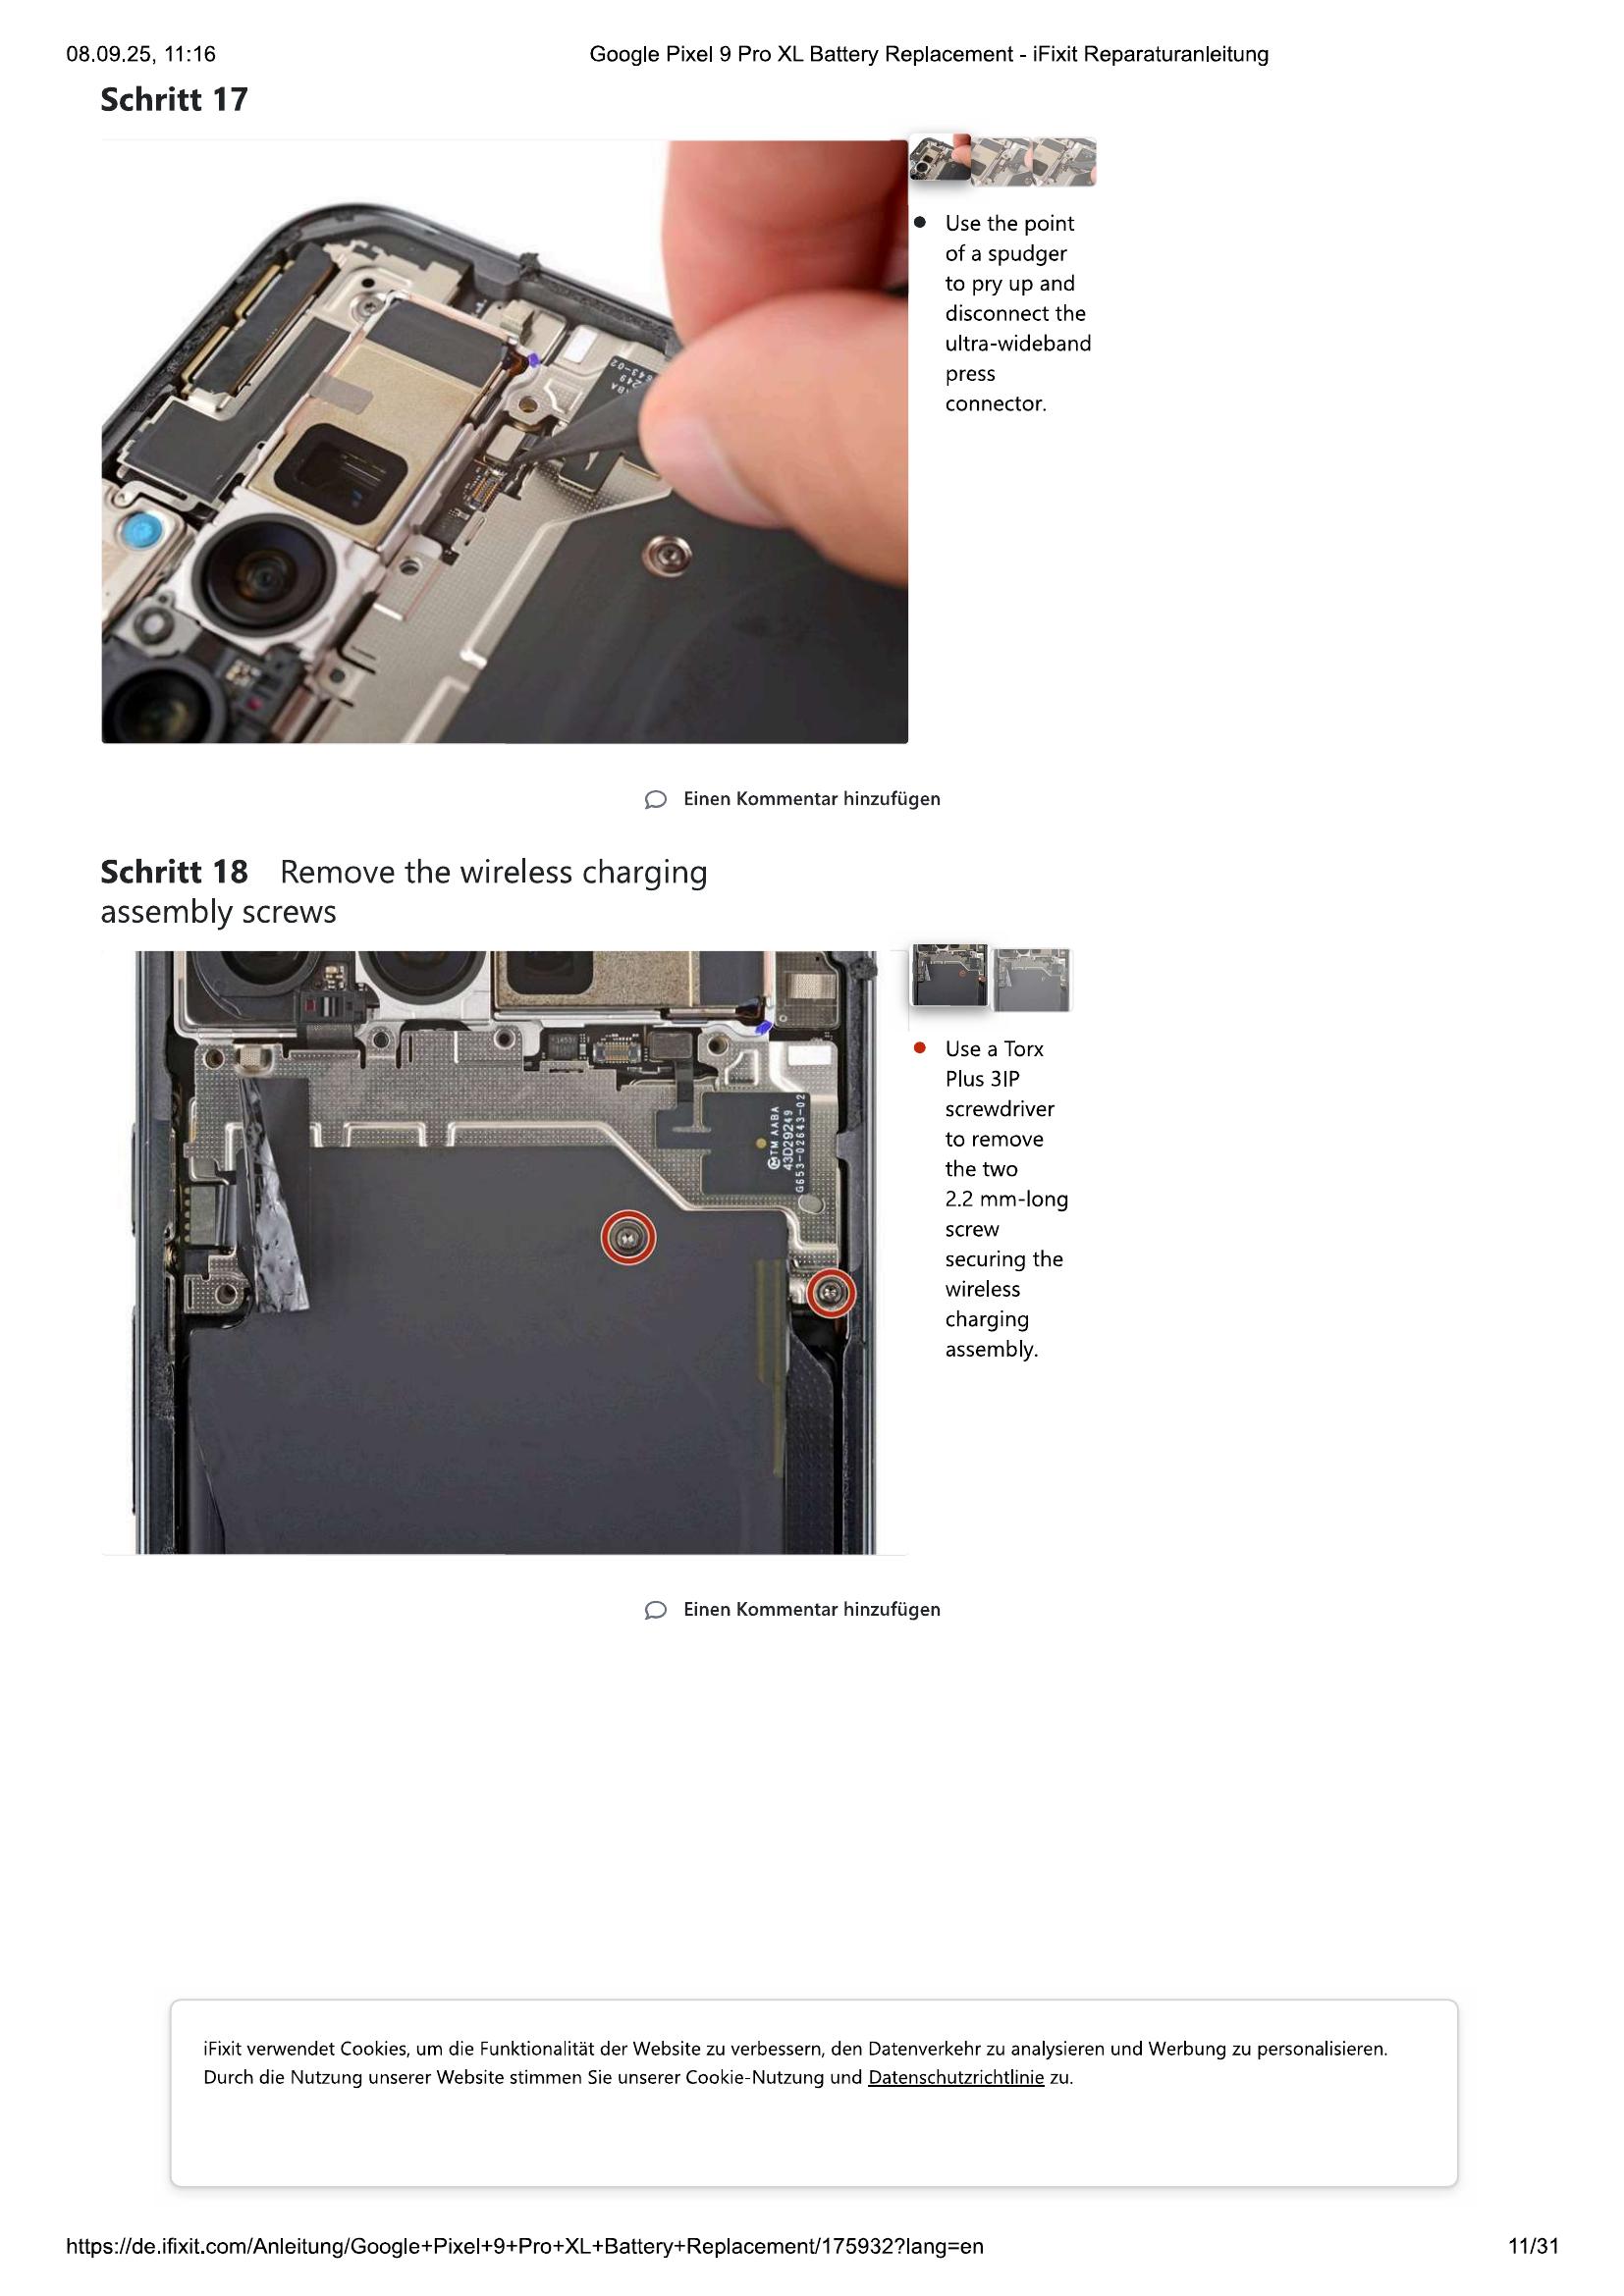 08.09.25, 11:16
Google Pixel 9 Pro XL Battery Replacement - iFixit Reparaturanleitung
Schritt 17
Use the point
of a spudger
to pry up and
disconnect the
ultra-wideband
press
connector.
643-02
249
ABA
Einen Kommentar hinzufügen
Schritt 18 Remove the wireless charging
assembly screws
TM AABA
43D29249
G653-02643-02
Use a Torx
Plus 3IP
screwdriver
to remove
the two
2.2 mm-long
screw
securing the
wireless
charging
assembly.
Einen Kommentar hinzufügen
iFixit verwendet Cookies, um die Funktionalität der Website zu verbessern, den Datenverkehr zu analysieren und Werbung zu personalisieren.
Durch die Nutzung unserer Website stimmen Sie unserer Cookie-Nutzung und Datenschutzrichtlinie zu.
https://de.ifixit.com/Anleitung/Google+Pixel+9+Pro+XL+Battery+Replacement/175932?lang=en
11/31